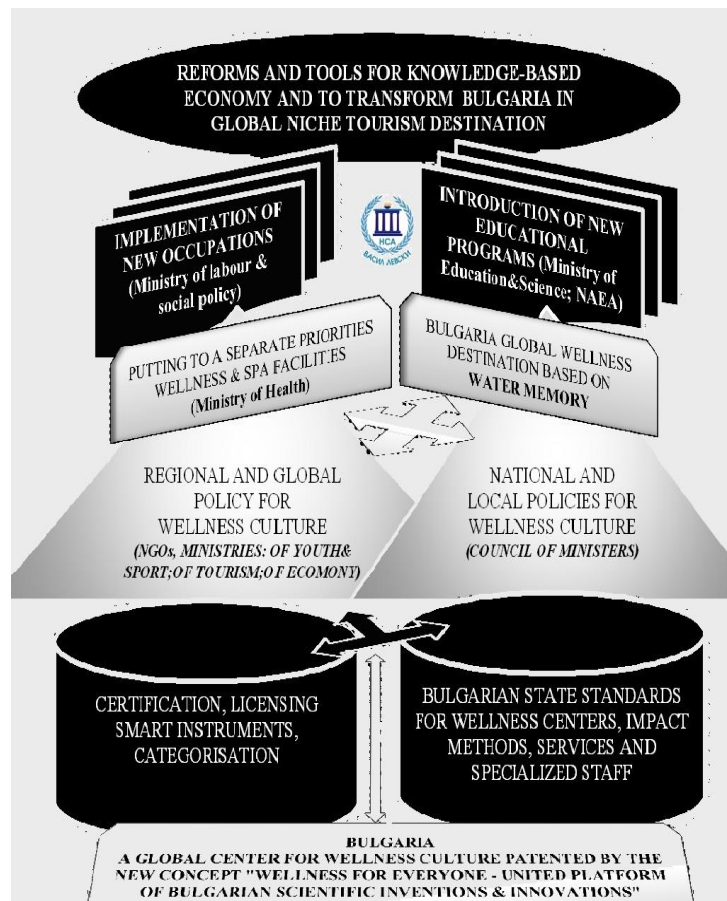 REFORMS AND TOOLS FOR KNOWLEDGE-BASED
ECONOMY AND TO TRANSFORM BULGARIA IN
GLOBAL NICHE TOURISM DESTINATION
IMPLEMENTATION OF
NEW OCCUPATIONS
(Ministry of labour &
social policy)
НСА
ВАСИЛ ЛЕВСКИ
INTRODUCTION OF NEW
EDUCATIONAL
PROGRAMS (Ministry of
Education&Science; NAEA)
PUTTING TO A SEPARATE PRIORITIES
WELLNESS & SPA FACILITIES
(Ministry of Health)
BULGARIA GLOBAL WELLNESS
DESTINATION BASED ON
WATER MEMORY
REGIONAL AND GLOBAL
POLICY FOR
WELLNESS CULTURE
(NGOs, MINISTRIES: OF YOUTH&
SPORT;OF TOURISM;OF ECOMONY)
NATIONAL AND
LOCAL POLICIES FOR
WELLNESS CULTURE
(COUNCIL OF MINISTERS)
CERTIFICATION, LICENSING
SMART INSTRUMENTS,
CATEGORISATION
BULGARIAN STATE STANDARDS
FOR WELLNESS CENTERS, IMPACT
METHODS, SERVICES AND
SPECIALIZED STAFF
BULGARIA
A GLOBAL CENTER FOR WELLNESS CULTURE PATENTED BY THE
NEW CONCEPT "WELLNESS FOR EVERYONE - UNITED PLATFORM
OF BULGARIAN SCIENTIFIC INVENTIONS & INNOVATIONS"